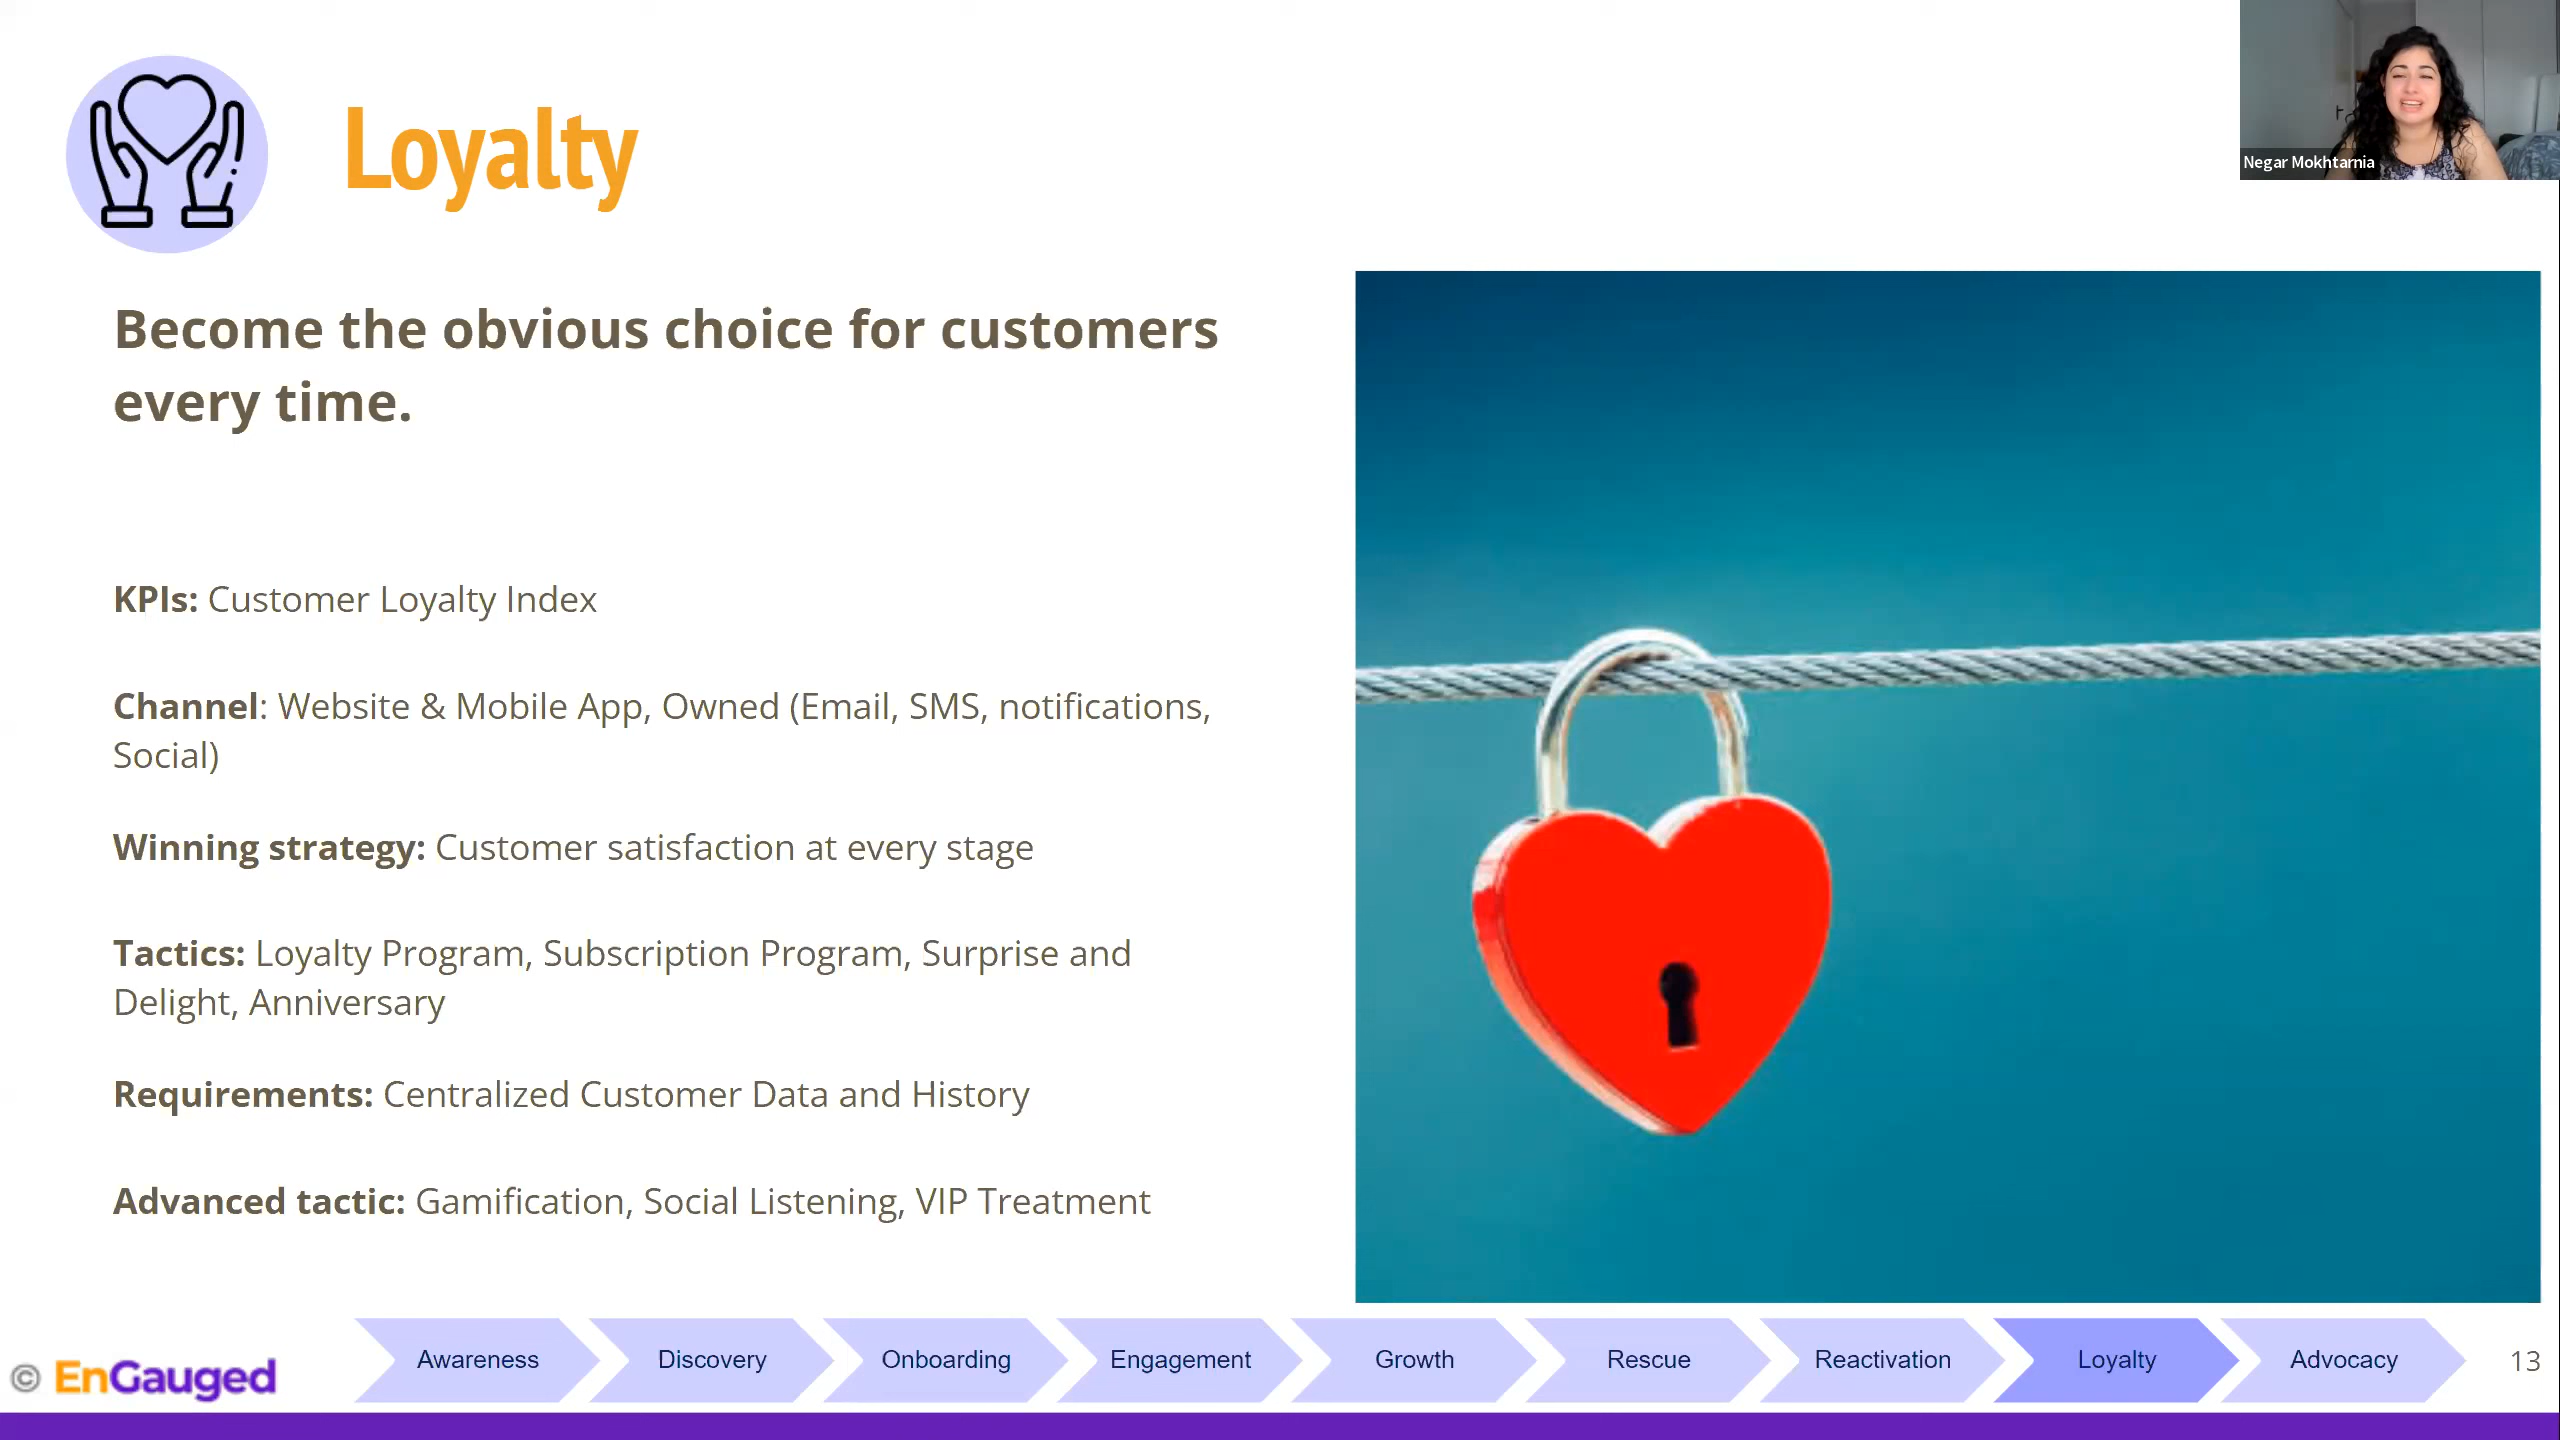 Loyalty
Negar Mokhtarnia
Become the obvious choice for customers
every time.
KPIs: Customer Loyalty Index
Channel: Website & Mobile App, Owned (Email, SMS, notifications,
Social)
Winning strategy: Customer satisfaction at every stage
Tactics: Loyalty Program, Subscription Program, Surprise and
Delight, Anniversary
Requirements: Centralized Customer Data and History
Advanced tactic: Gamification, Social Listening, VIP Treatment
© EnGauged
Awareness
Discovery
Onboarding
Engagement
Growth
Rescue
Reactivation
Loyalty
Advocacy
13